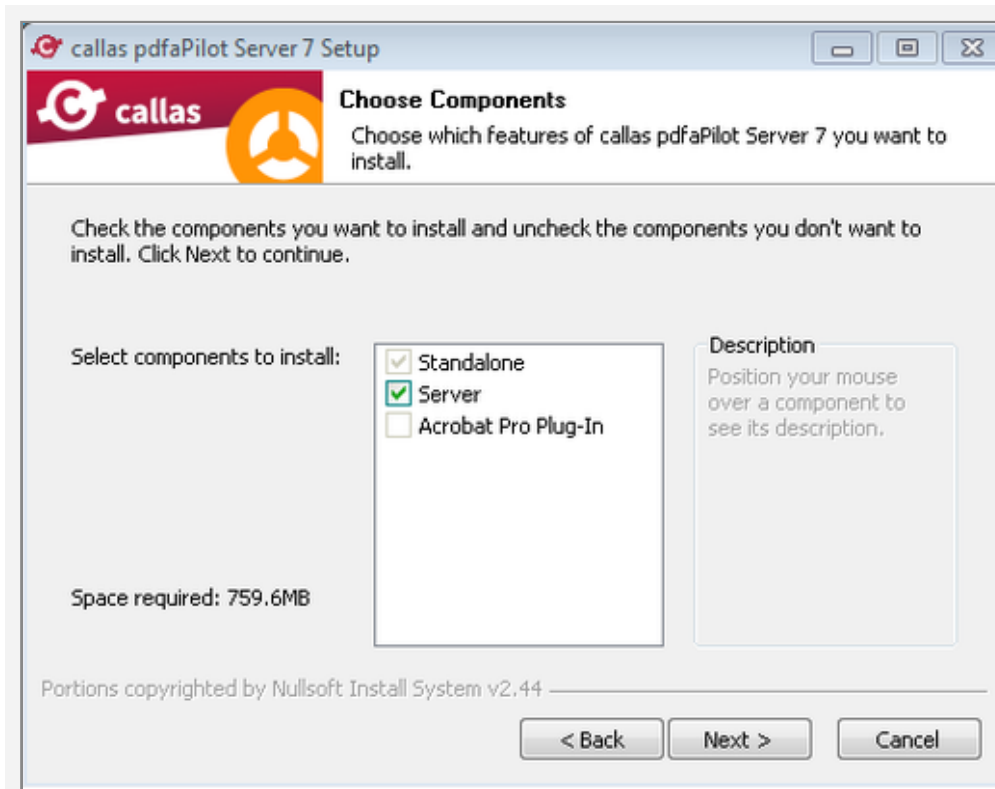 callas pdfaPilot Server 7 Setup
callas
Choose Components
Choose which features of callas pdfaPilot Server 7 you want to
install.
Check the components you want to install and uncheck the components you don't want to
install. Click Next to continue.
Select components to install:
Standalone
Server
Acrobat Pro Plug-In
Description
Position your mouse
over a component to
see its description.
Space required: 759.6MB
Portions copyrighted by Nullsoft Install System v2.44
< Back
Next >
Cancel